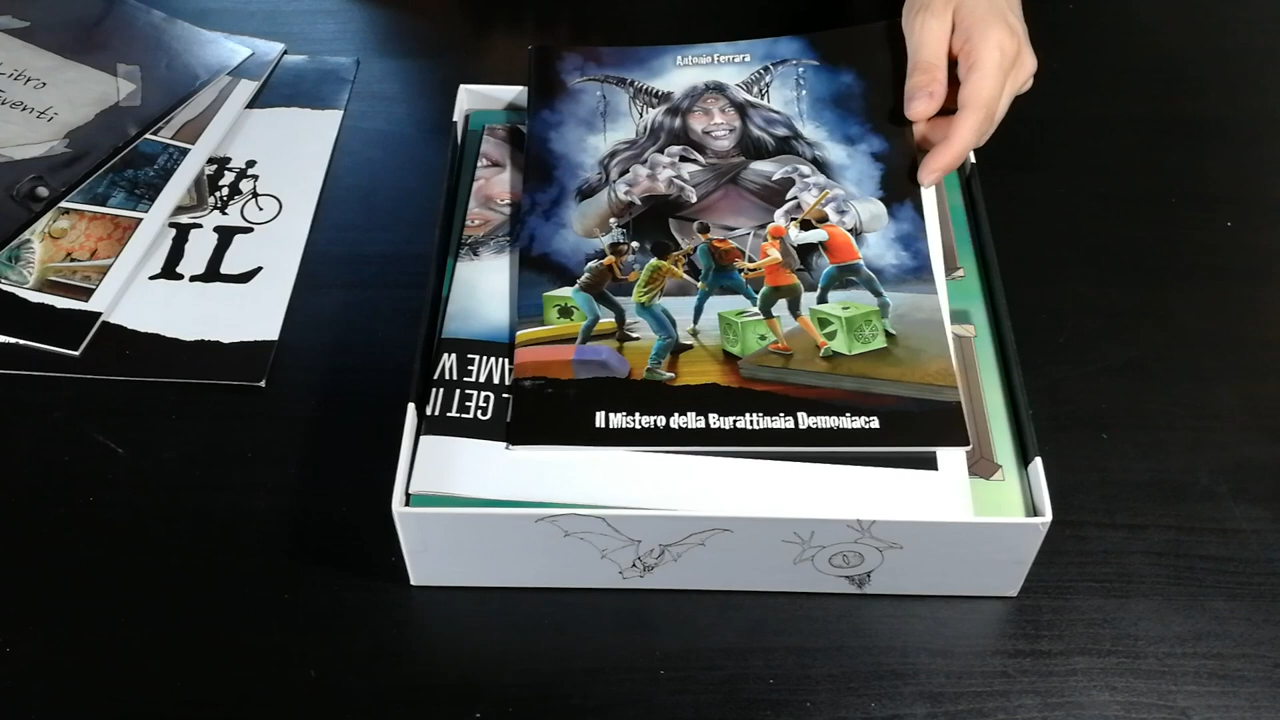 Libro
Eventi
IL
Antonio Ferrara
Il Mistero della Burattinaia Demoniaca
GET
AME W